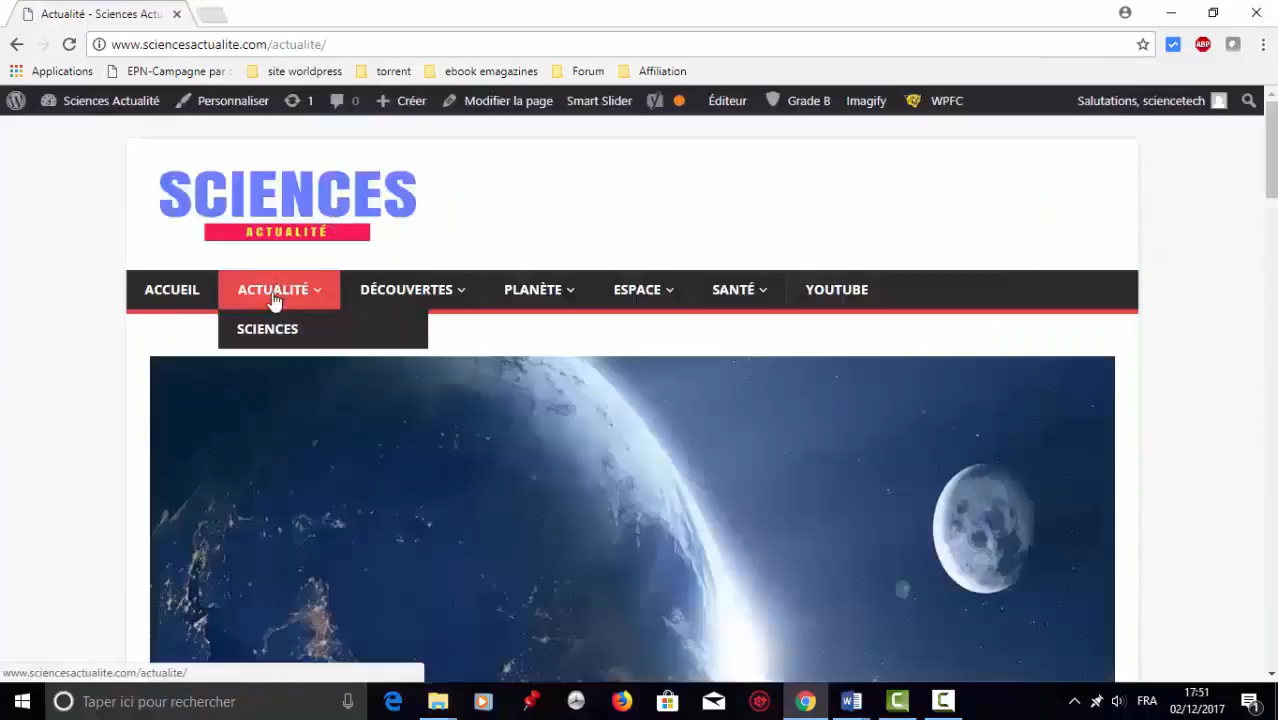 Actualité - Sciences Actu
www.sciencesactualite.com/actualite/
Applications EPN-Campagne par c site worldpress torrent ebook emagazines Forum Affiliation
Sciences Actualité Personnaliser 1 0 Créer Modifier la page Smart Slider Éditeur Grade B Imagify WPFC Salutations, sciencetech
SCIENCES
ACTUALITÉ
ACCUEIL ACTUALITÉ DÉCOUVERTES PLANÈTE ESPACE SANTÉ YOUTUBE
SCIENCES
www.sciencesactualite.com/actualite/
Taper ici pour rechercher FRA 17:51
02/12/2017